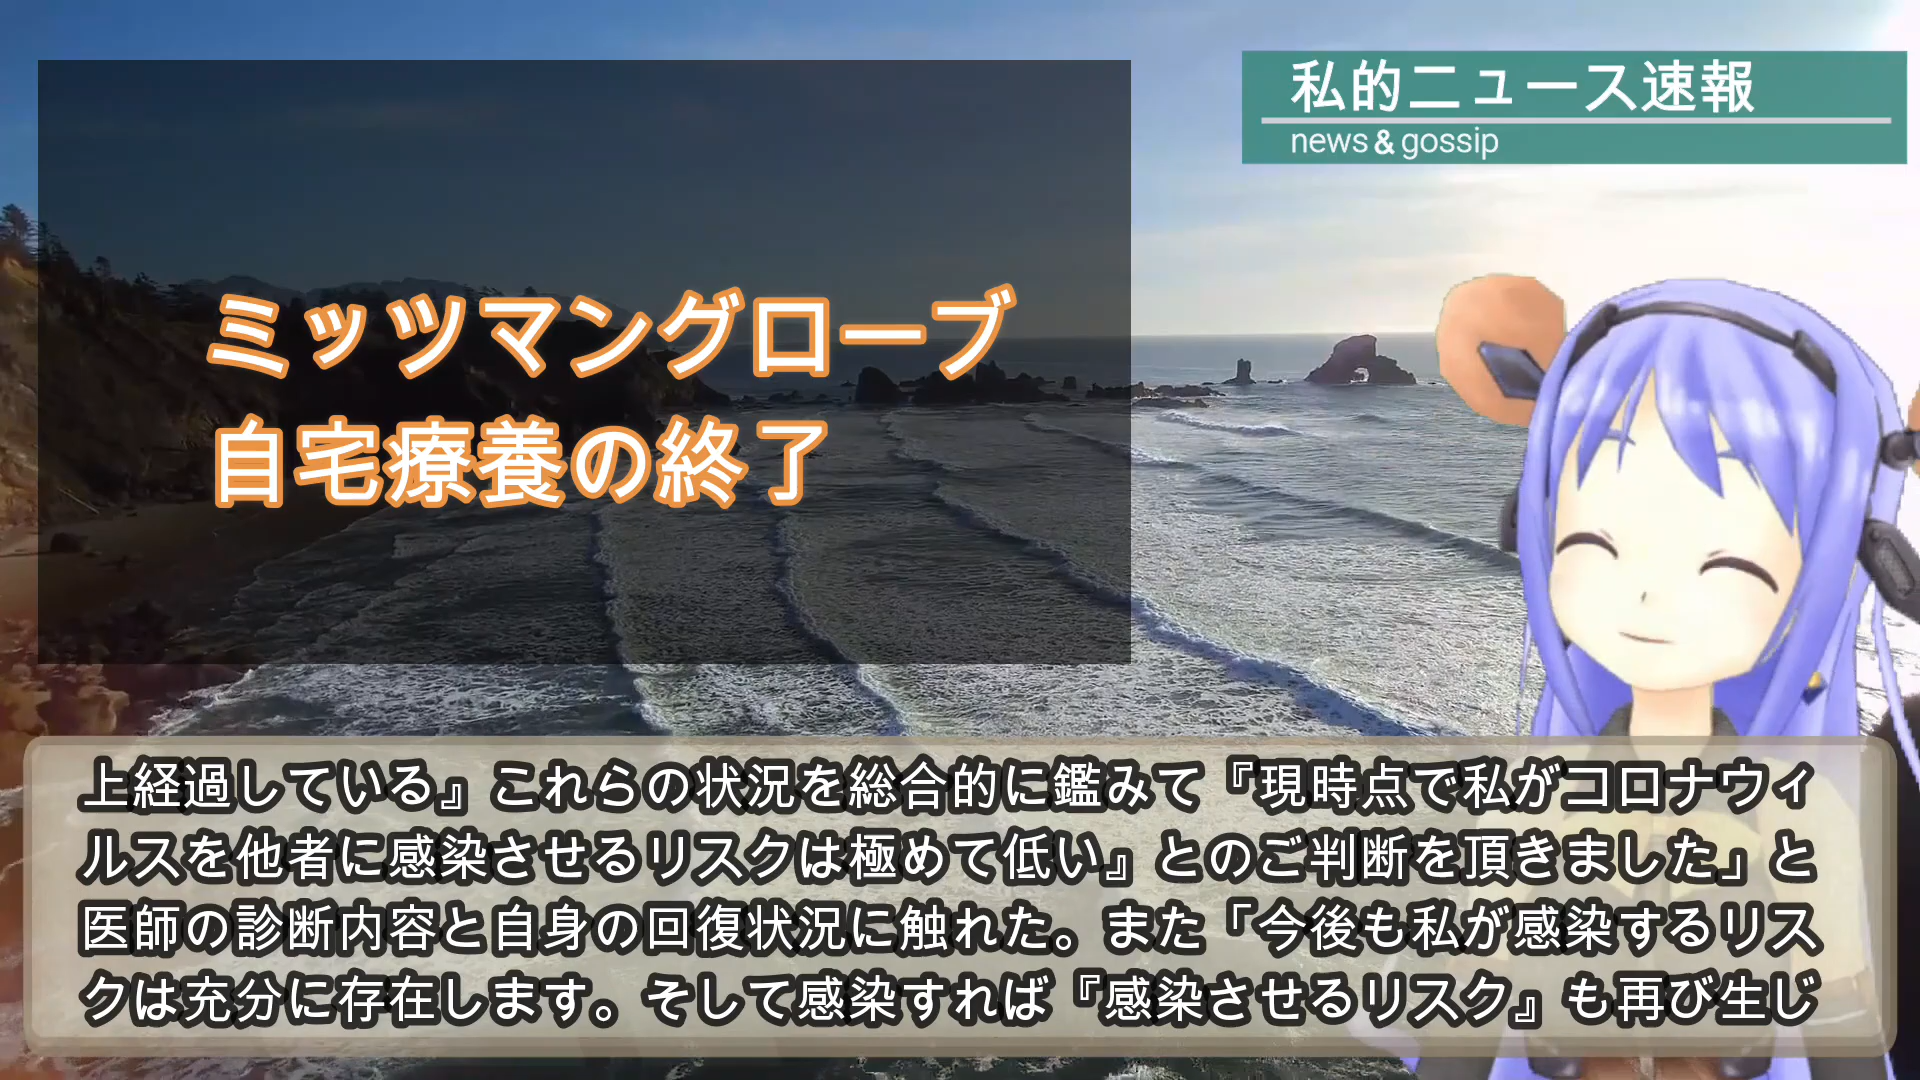 私的ニュース速報
news & gossip
ミッツマングローブ
自宅療養の終了
上経過している』これらの状況を総合的に鑑みて『現時点で私がコロナウィ
ルスを他者に感染させるリスクは極めて低い』とのご判断を頂きました」と
医師の診断内容と自身の回復状況に触れた。また「今後も私が感染するリス
クは充分に存在します。そして感染すれば『感染させるリスク』も再び生じ